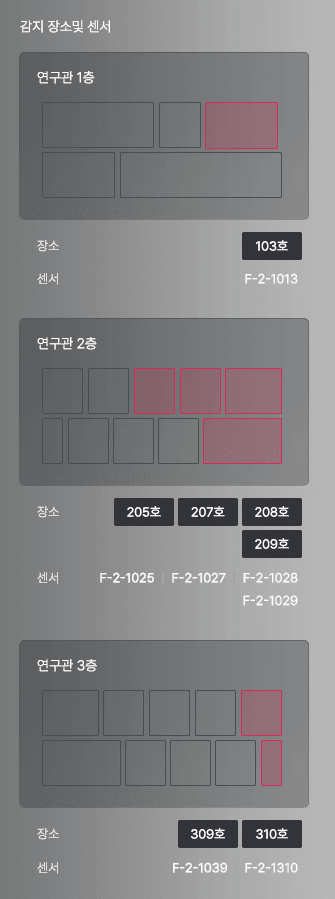 감지 장소및 센서
연구관 1층
장소 103호
센서 F-2-1013
연구관 2층
장소 205호 207호 208호
209호
센서 F-2-1025 F-2-1027 F-2-1028
F-2-1029
연구관 3층
장소 309호 310호
센서 F-2-1039 F-2-1310